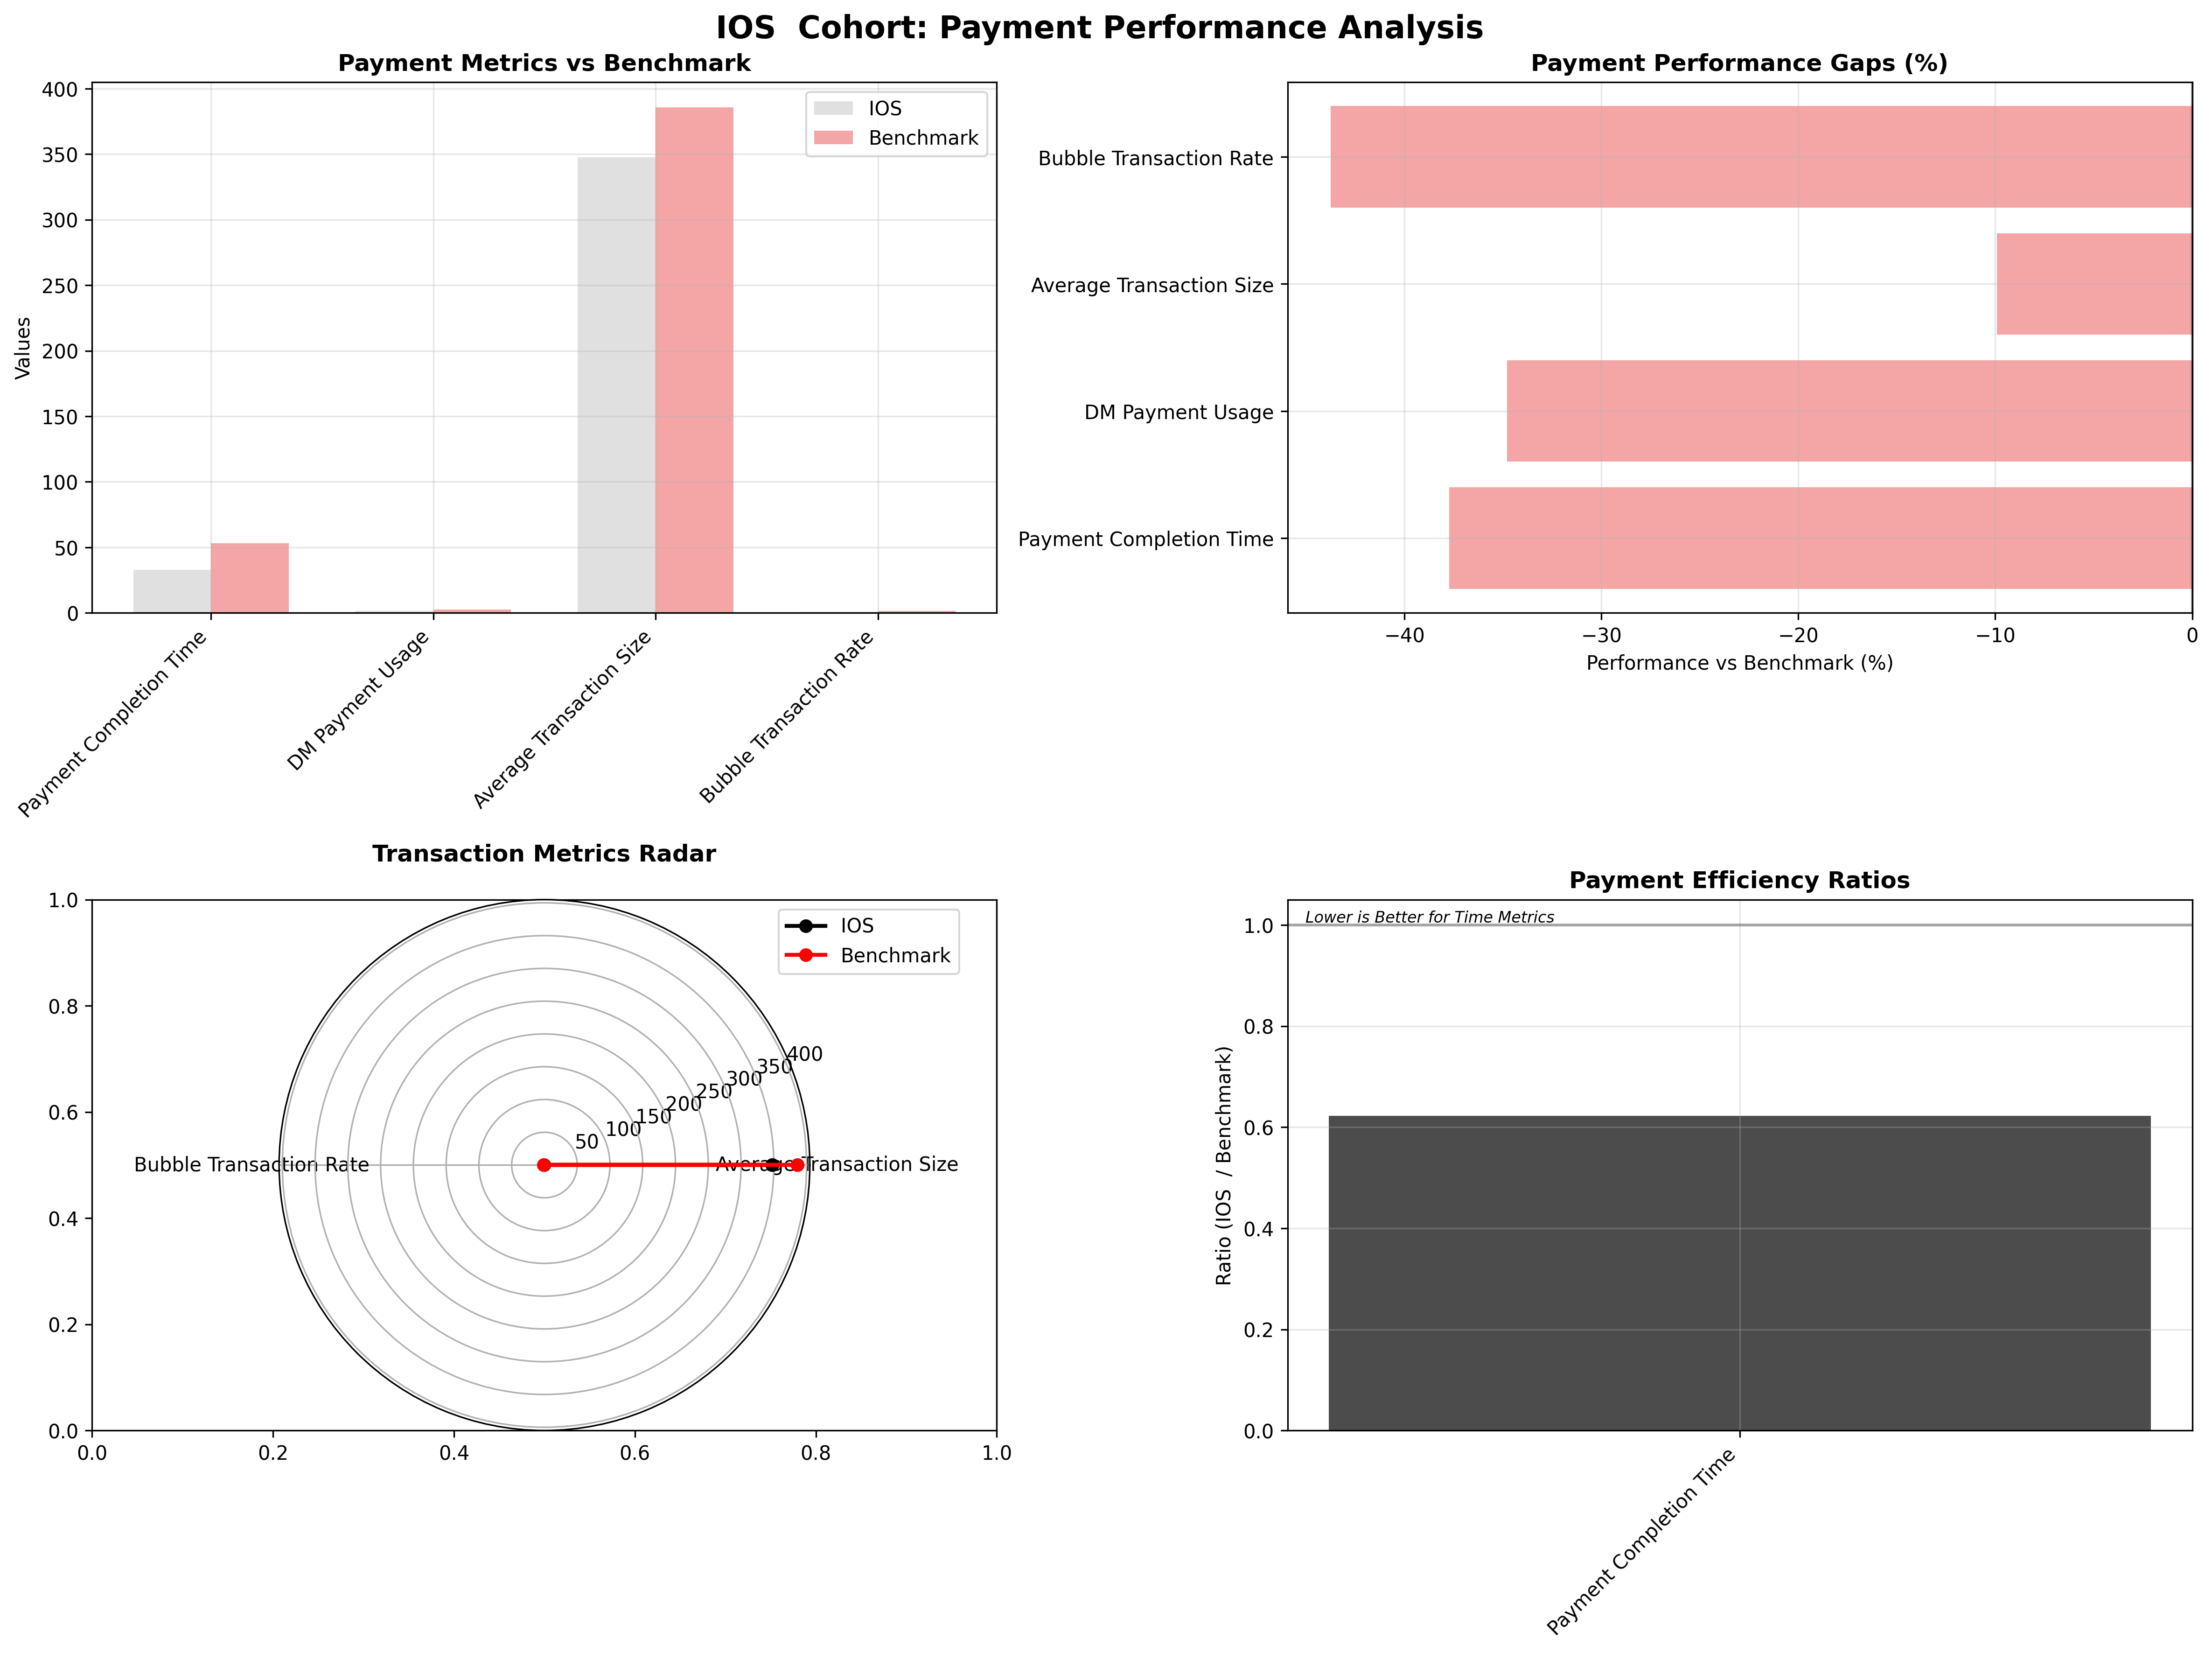 IOS  Cohort: Payment Performance Analysis
Payment Metrics vs Benchmark
400
350
300
250
200
150
100
50
0
Values
IOS
Benchmark
Payment Completion Time
DM Payment Usage
Average Transaction Size
Bubble Transaction Rate
Payment Performance Gaps (%)
Bubble Transaction Rate
Average Transaction Size
DM Payment Usage
Payment Completion Time
−40 −30 −20 −10 0
Performance vs Benchmark (%)
Transaction Metrics Radar
1.0
0.8
0.6
0.4
0.2
0.0
0.0 0.2 0.4 0.6 0.8 1.0
IOS
Benchmark
400
350
300
250
200
150
100
50
Bubble Transaction Rate
Average Transaction Size
Payment Efficiency Ratios
Lower is Better for Time Metrics
1.0
0.8
0.6
0.4
0.2
0.0
Ratio (IOS  / Benchmark)
Payment Completion Time